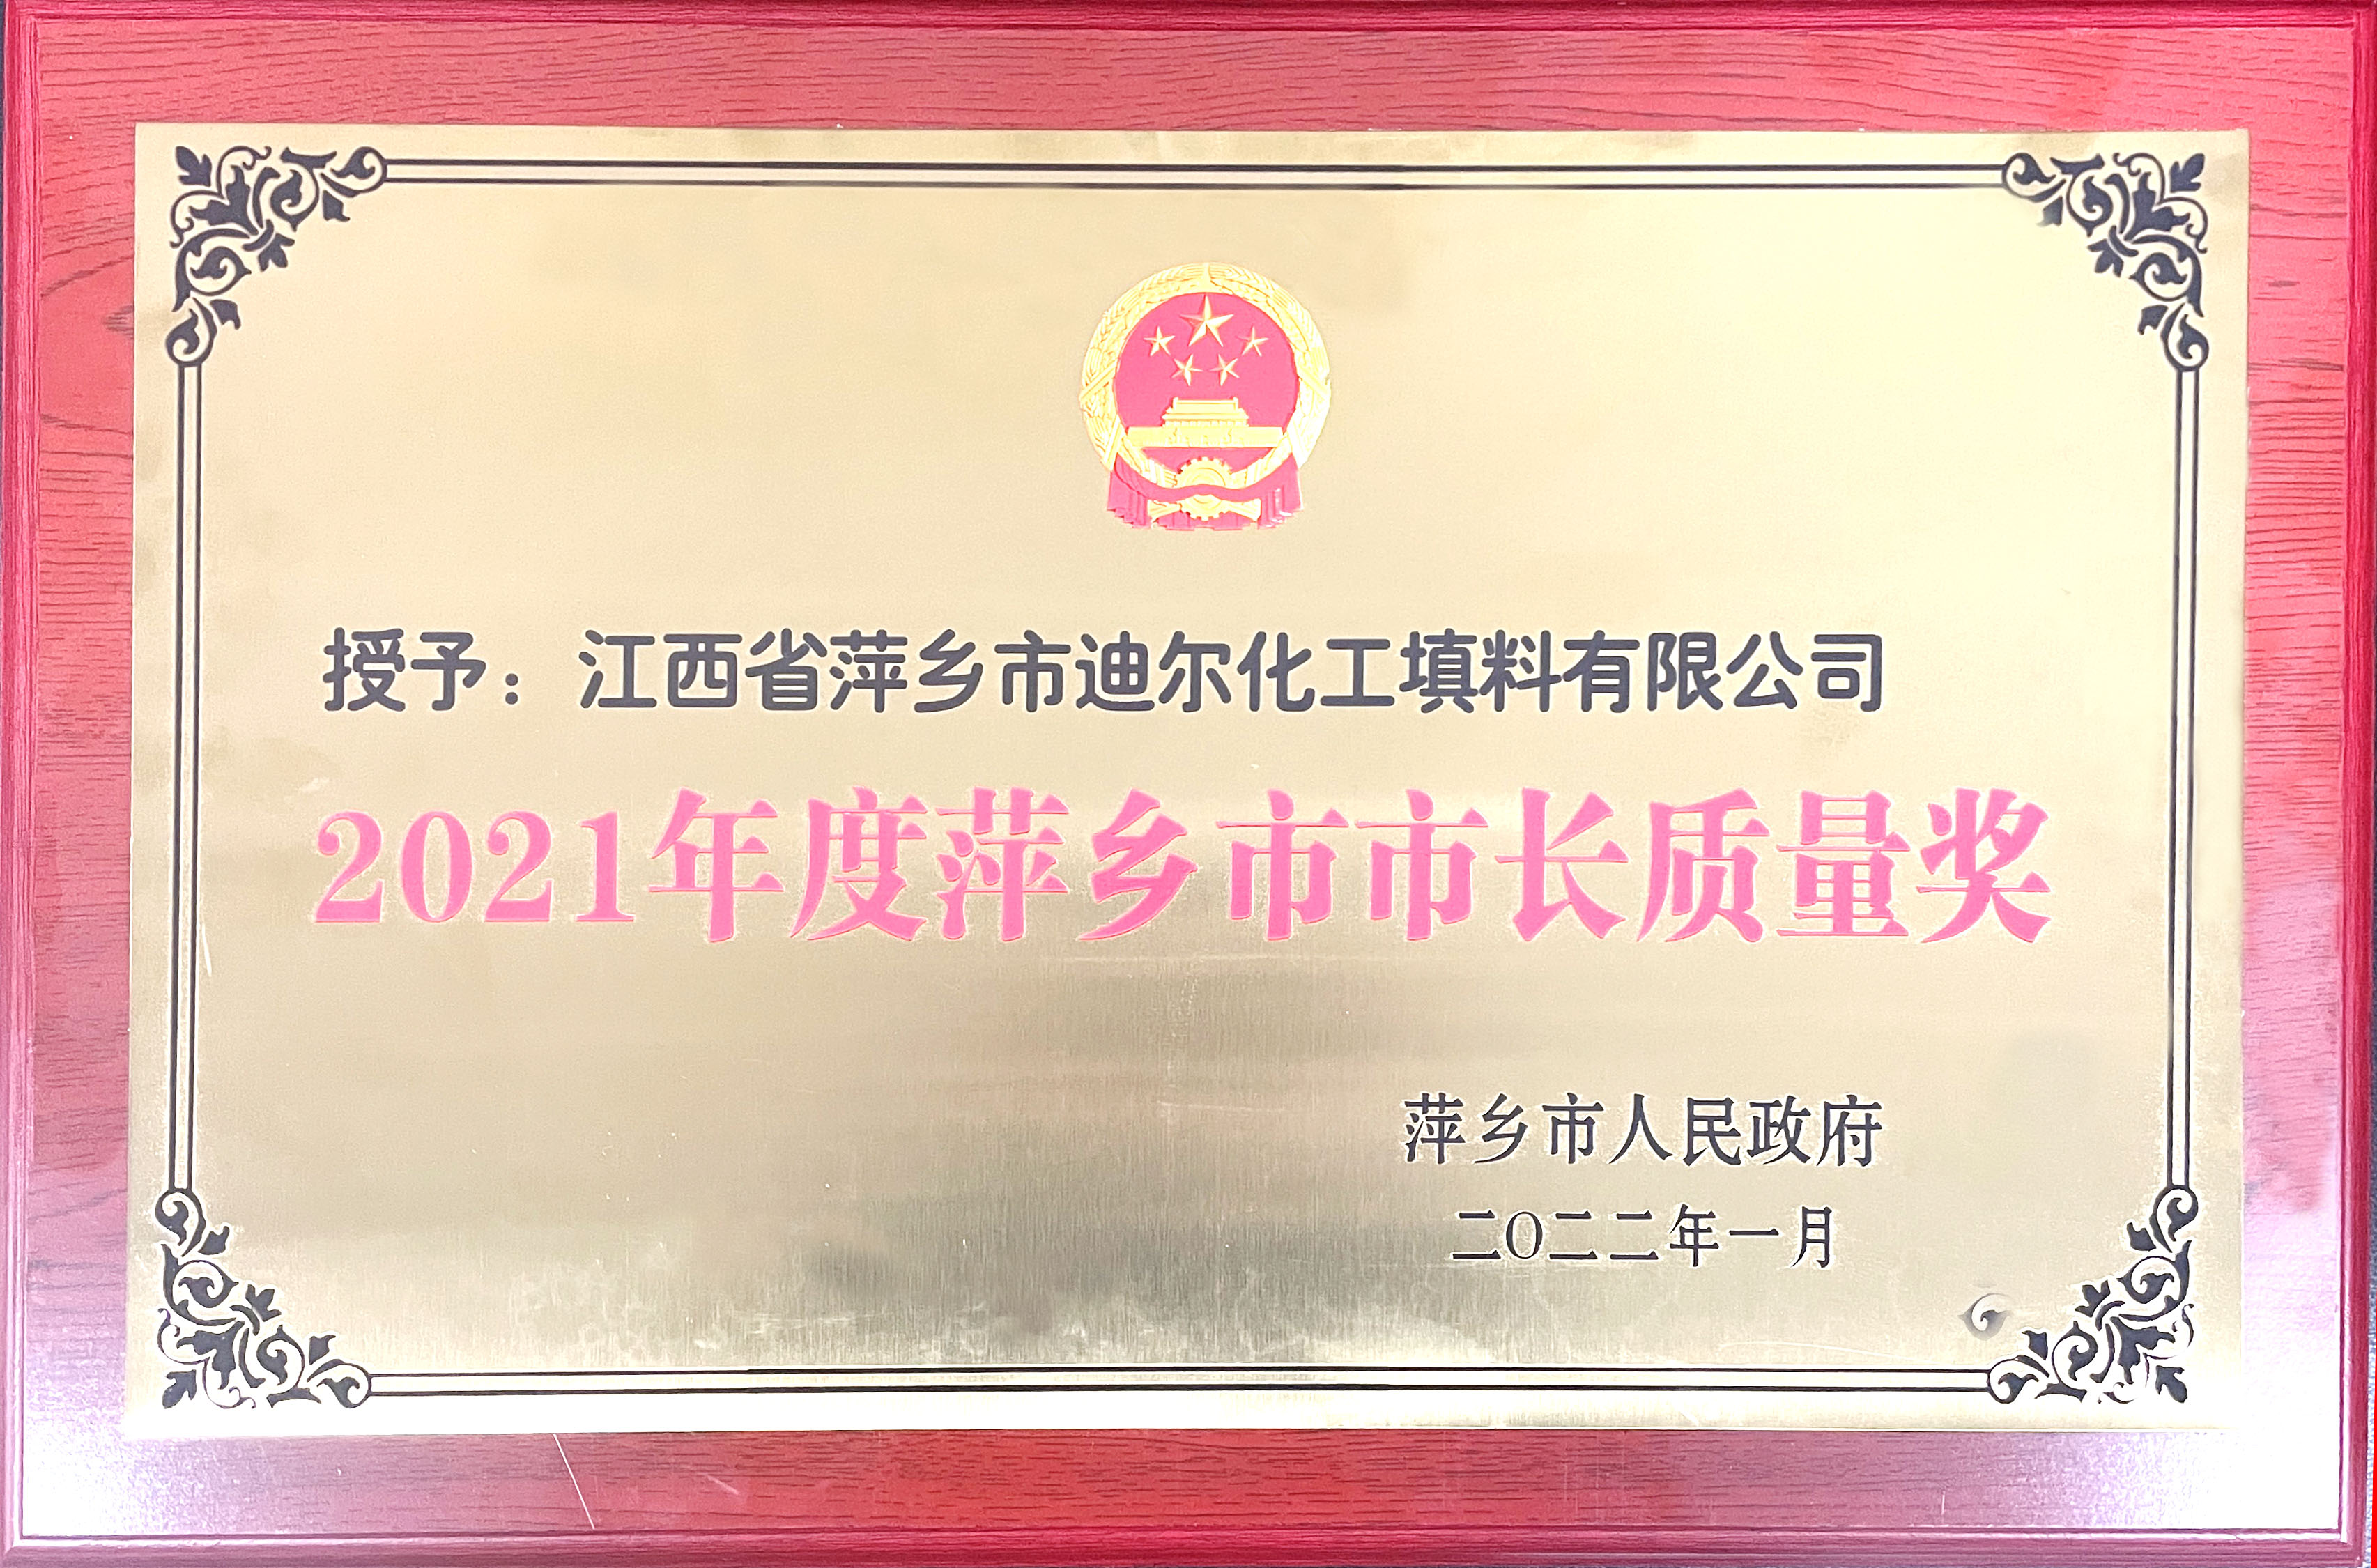 授予：江西省萍乡市迪尔化工填料有限公司
2021年度萍乡市市长质量奖
萍乡市人民政府
二〇二二年一月